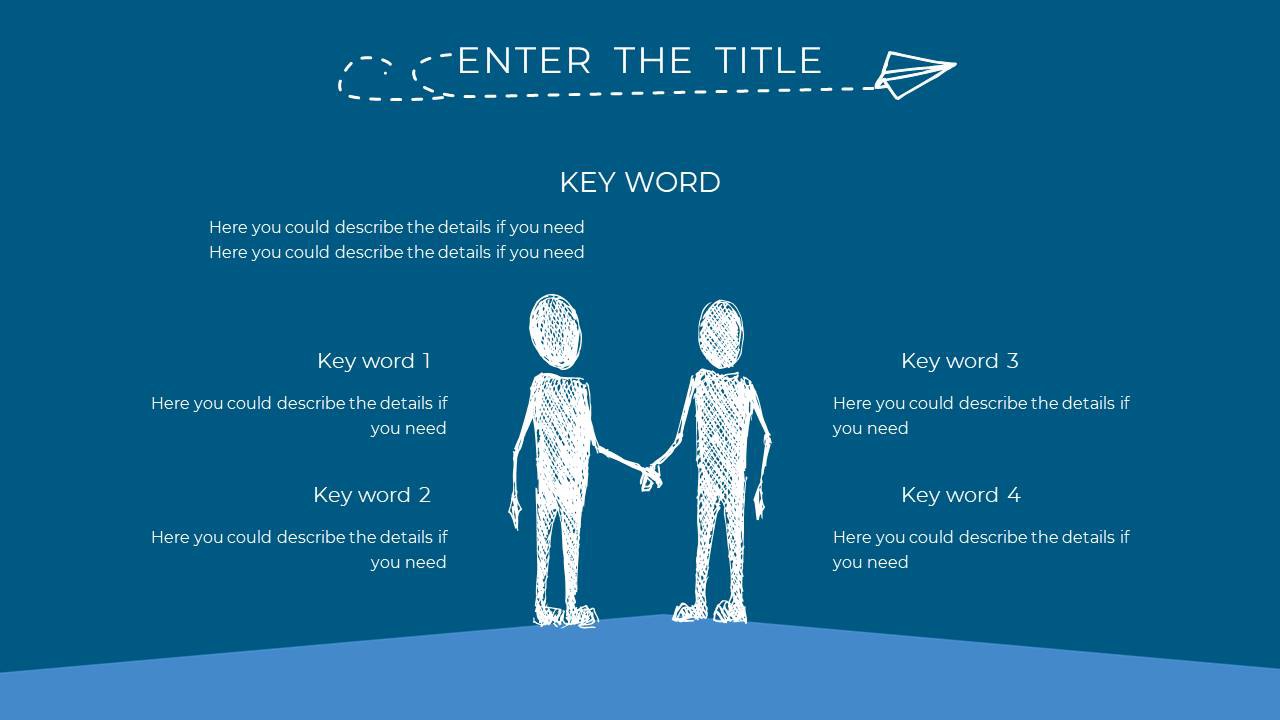 ENTER THE TITLE
KEY WORD
Here you could describe the details if you need
Here you could describe the details if you need
Key word 1
Here you could describe the details if
you need
Key word 2
Here you could describe the details if
you need
Key word 3
Here you could describe the details if
you need
Key word 4
Here you could describe the details if
you need